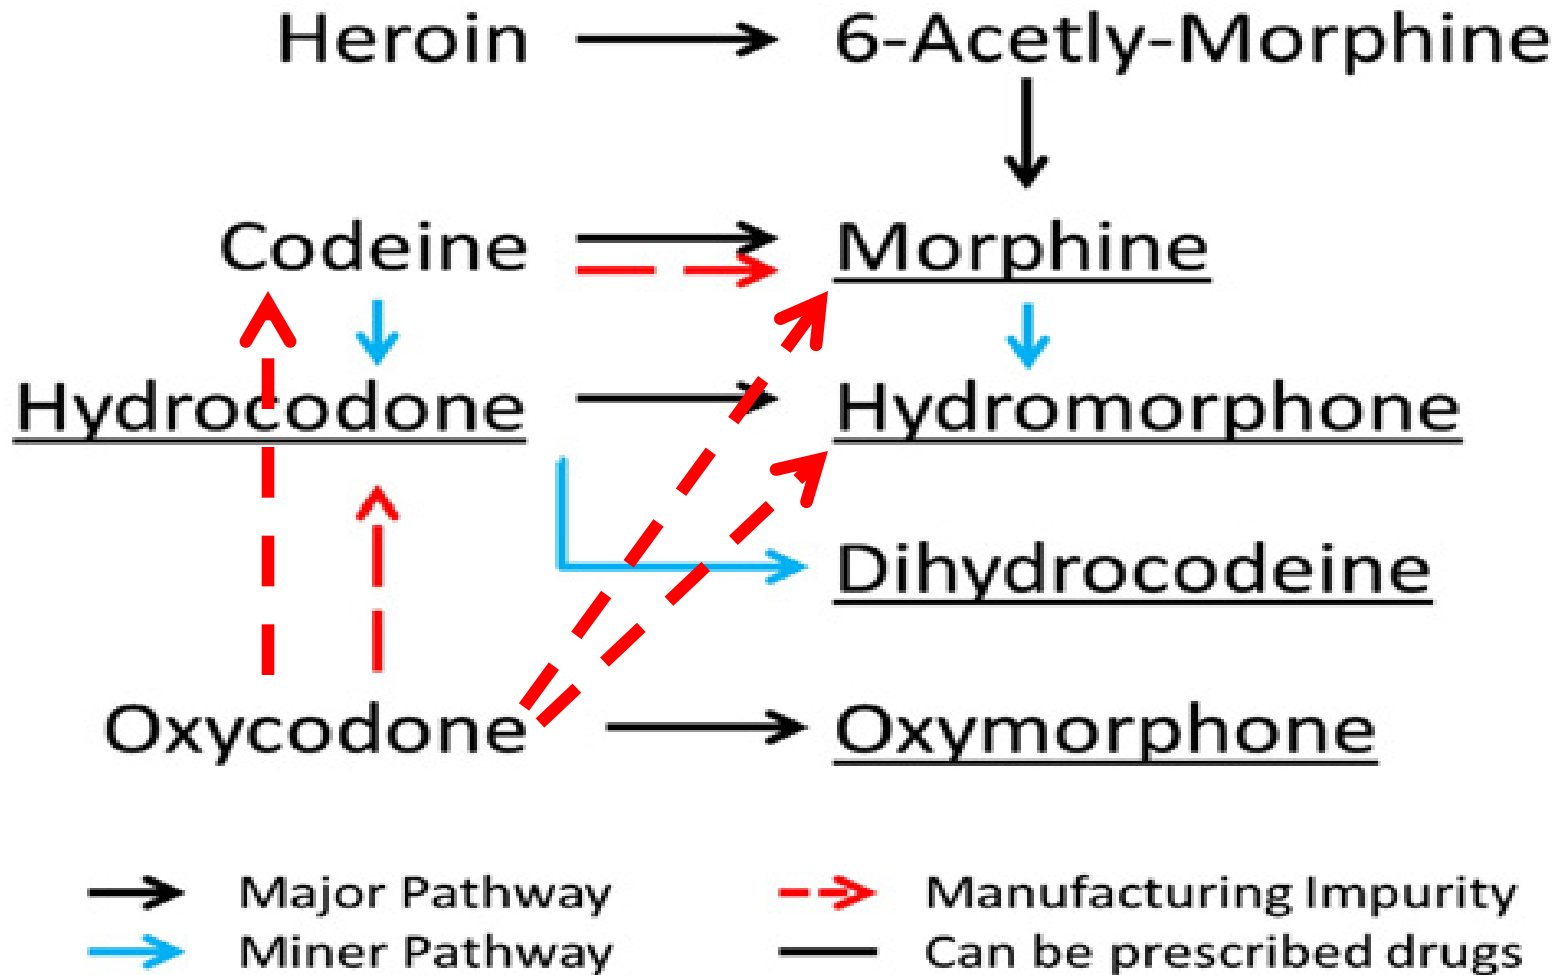 Heroin 6-Acetly-Morphine
Codeine Morphine
Hydrocodone Hydromorphone
Dihydrocodeine
Oxycodone Oxymorphone
Major Pathway Manufacturing Impurity
Miner Pathway Can be prescribed drugs